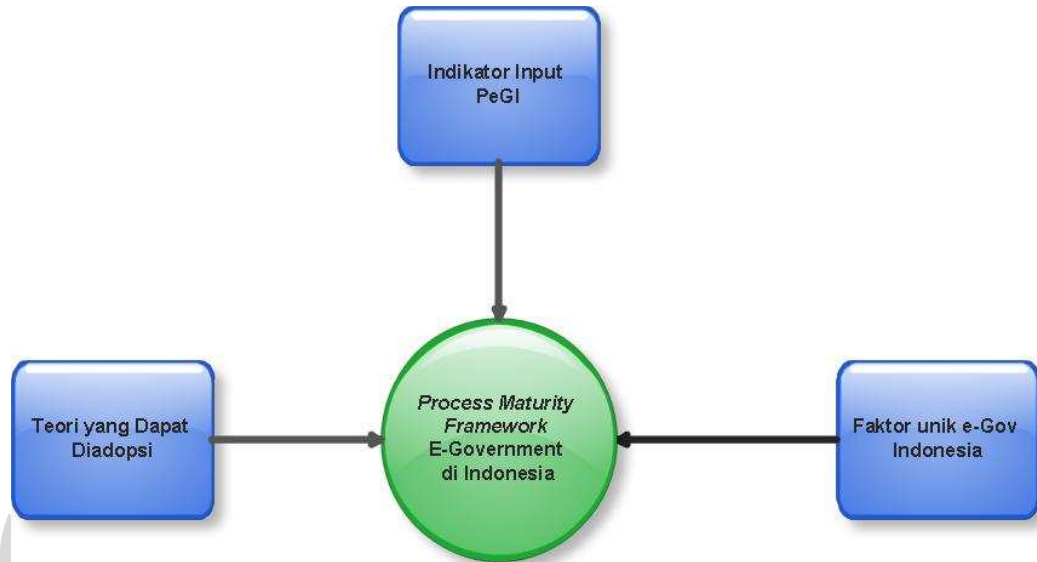 Indikator Input
PeGI
Teori yang Dapat
Diadopsi
Process Maturity
Framework
E-Government
di Indonesia
Faktor unik e-Gov
Indonesia